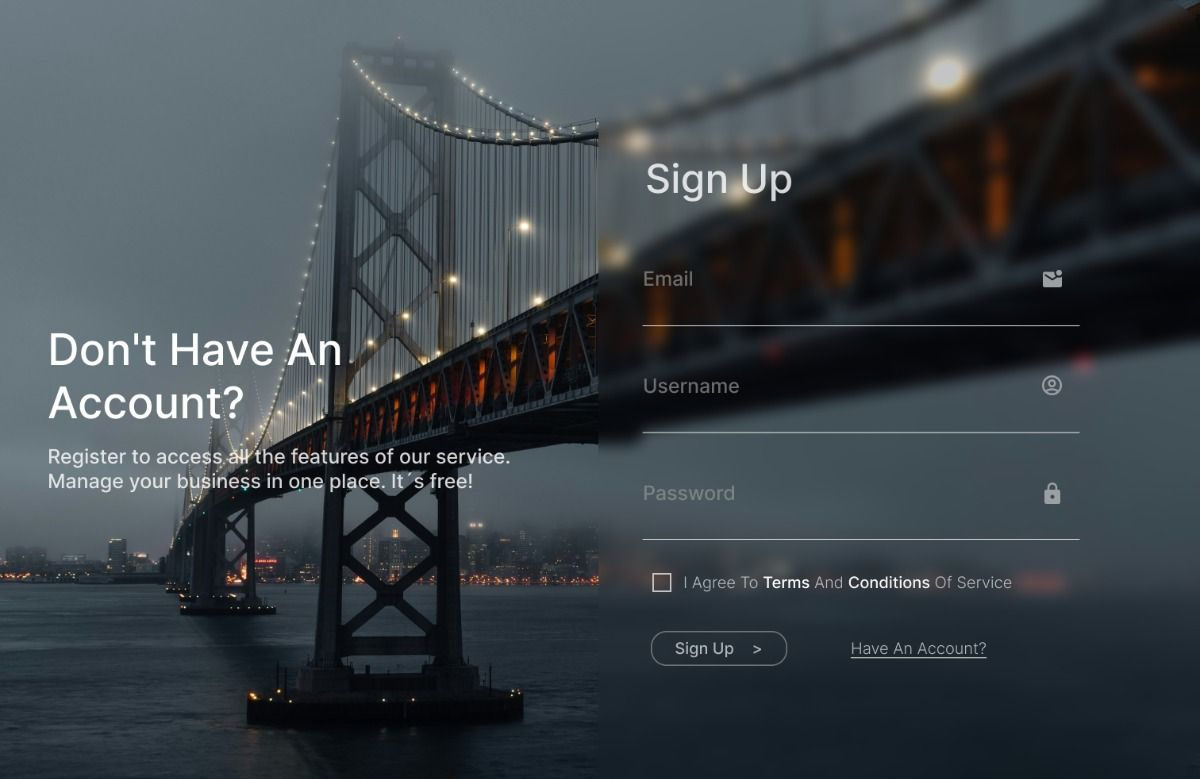 Don't Have An
Account?
Register to access all the features of our service.
Manage your business in one place. It´s free!
Sign Up
Email
Username
Password
I Agree To Terms And Conditions Of Service
Sign Up >
Have An Account?